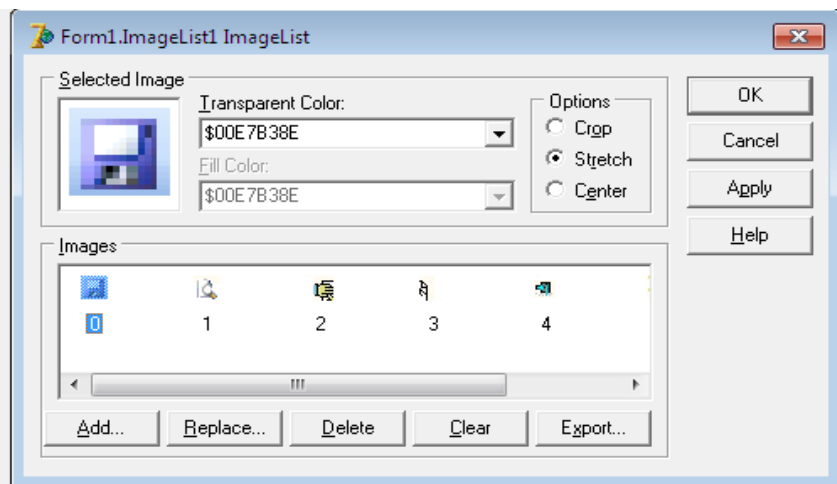 Form1.ImageList1 ImageList
Selected Image
Transparent Color:
$00E7B38E
Fill Color:
$00E7B38E
Options
Crop
Stretch
Center
OK
Cancel
Apply
Help
Images
0 1 2 3 4
Add... Replace... Delete Clear Export...